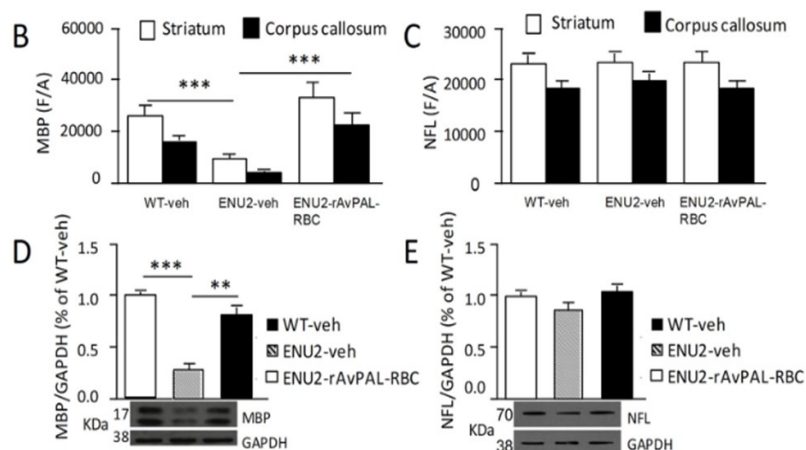 B
Striatum
Corpus callosum
***
***
MBP (F/A)
60000
40000
20000
0
WT-veh
ENU2-veh
ENU2-rAvPAL-
RBC
C
Striatum
Corpus callosum
NFL (F/A)
30000
20000
10000
0
WT-veh
ENU2-veh
ENU2-rAvPAL-
RBC
D
MBP/GAPDH (% of WT-veh)
1.5
1.0
0.5
0.0
***
**
WT-veh
ENU2-veh
ENU2-rAvPAL-RBC
17
KDa
38
MBP
GAPDH
E
NFL/GAPDH (% of WT-veh)
1.5
1.0
0.5
0.0
WT-veh
ENU2-veh
ENU2-rAvPAL-RBC
70
KDa
38
NFL
GAPDH